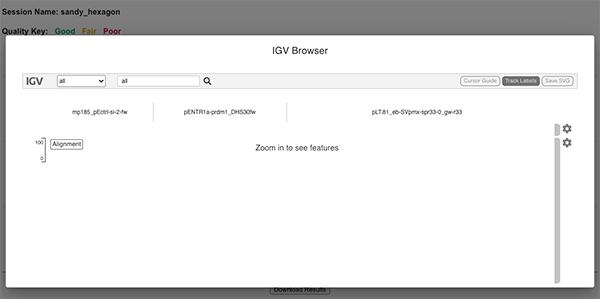 Session Name: sandy_hexagon
Quality Key: Good Fair Poor
IGV Browser
IGV all all Cursor Guide Track Labels Save SVG
mp185_pEctrl-si-2-fw pENTR1a-prdm1_DHS30fw pLT.81_eb-SVpmx-spr33-0_gw-r33
100 Alignment Zoom in to see features
0
Download Results